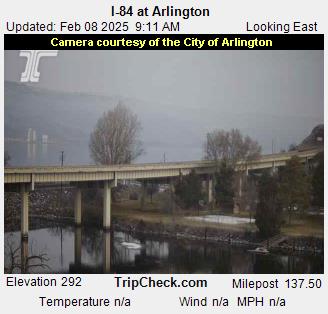 I-84 at Arlington
Updated: Feb 08 2025 9:11 AM Looking East
Camera courtesy of the City of Arlington
Elevation 292 TripCheck.com Milepost 137.50
Temperature n/a Wind n/a MPH n/a